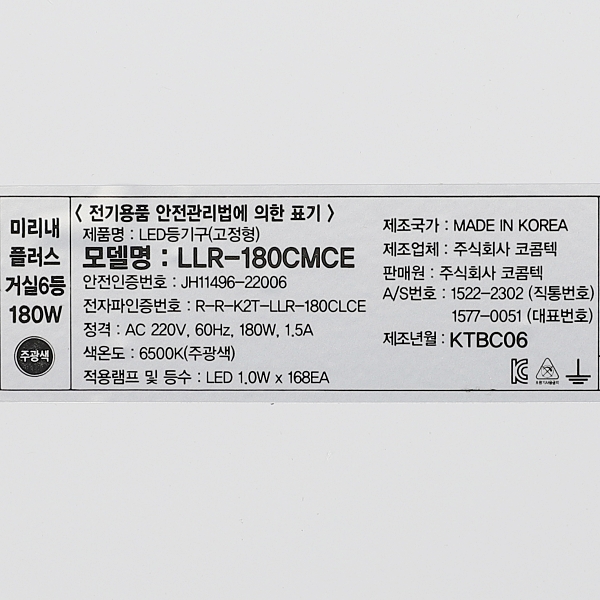 미리내
플러스
거실6등
180W
주광색
< 전기용품 안전관리법에 의한 표기 >
제품명 : LED등기구(고정형)
모델명 : LLR-180CMCE
안전인증번호 : JH11496-22006
전자파인증번호 : R-R-K2T-LLR-180CLCE
정격 : AC 220V, 60Hz, 180W, 1.5A
색온도 : 6500K(주광색)
적용램프 및 등수 : LED 1.0W x 168EA
제조국가 : MADE IN KOREA
제조업체 : 주식회사 코콤텍
판매원 : 주식회사 코콤텍
A/S번호 : 1522-2302 (직통번호)
1577-0051 (대표번호)
제조년월 : KTBC06